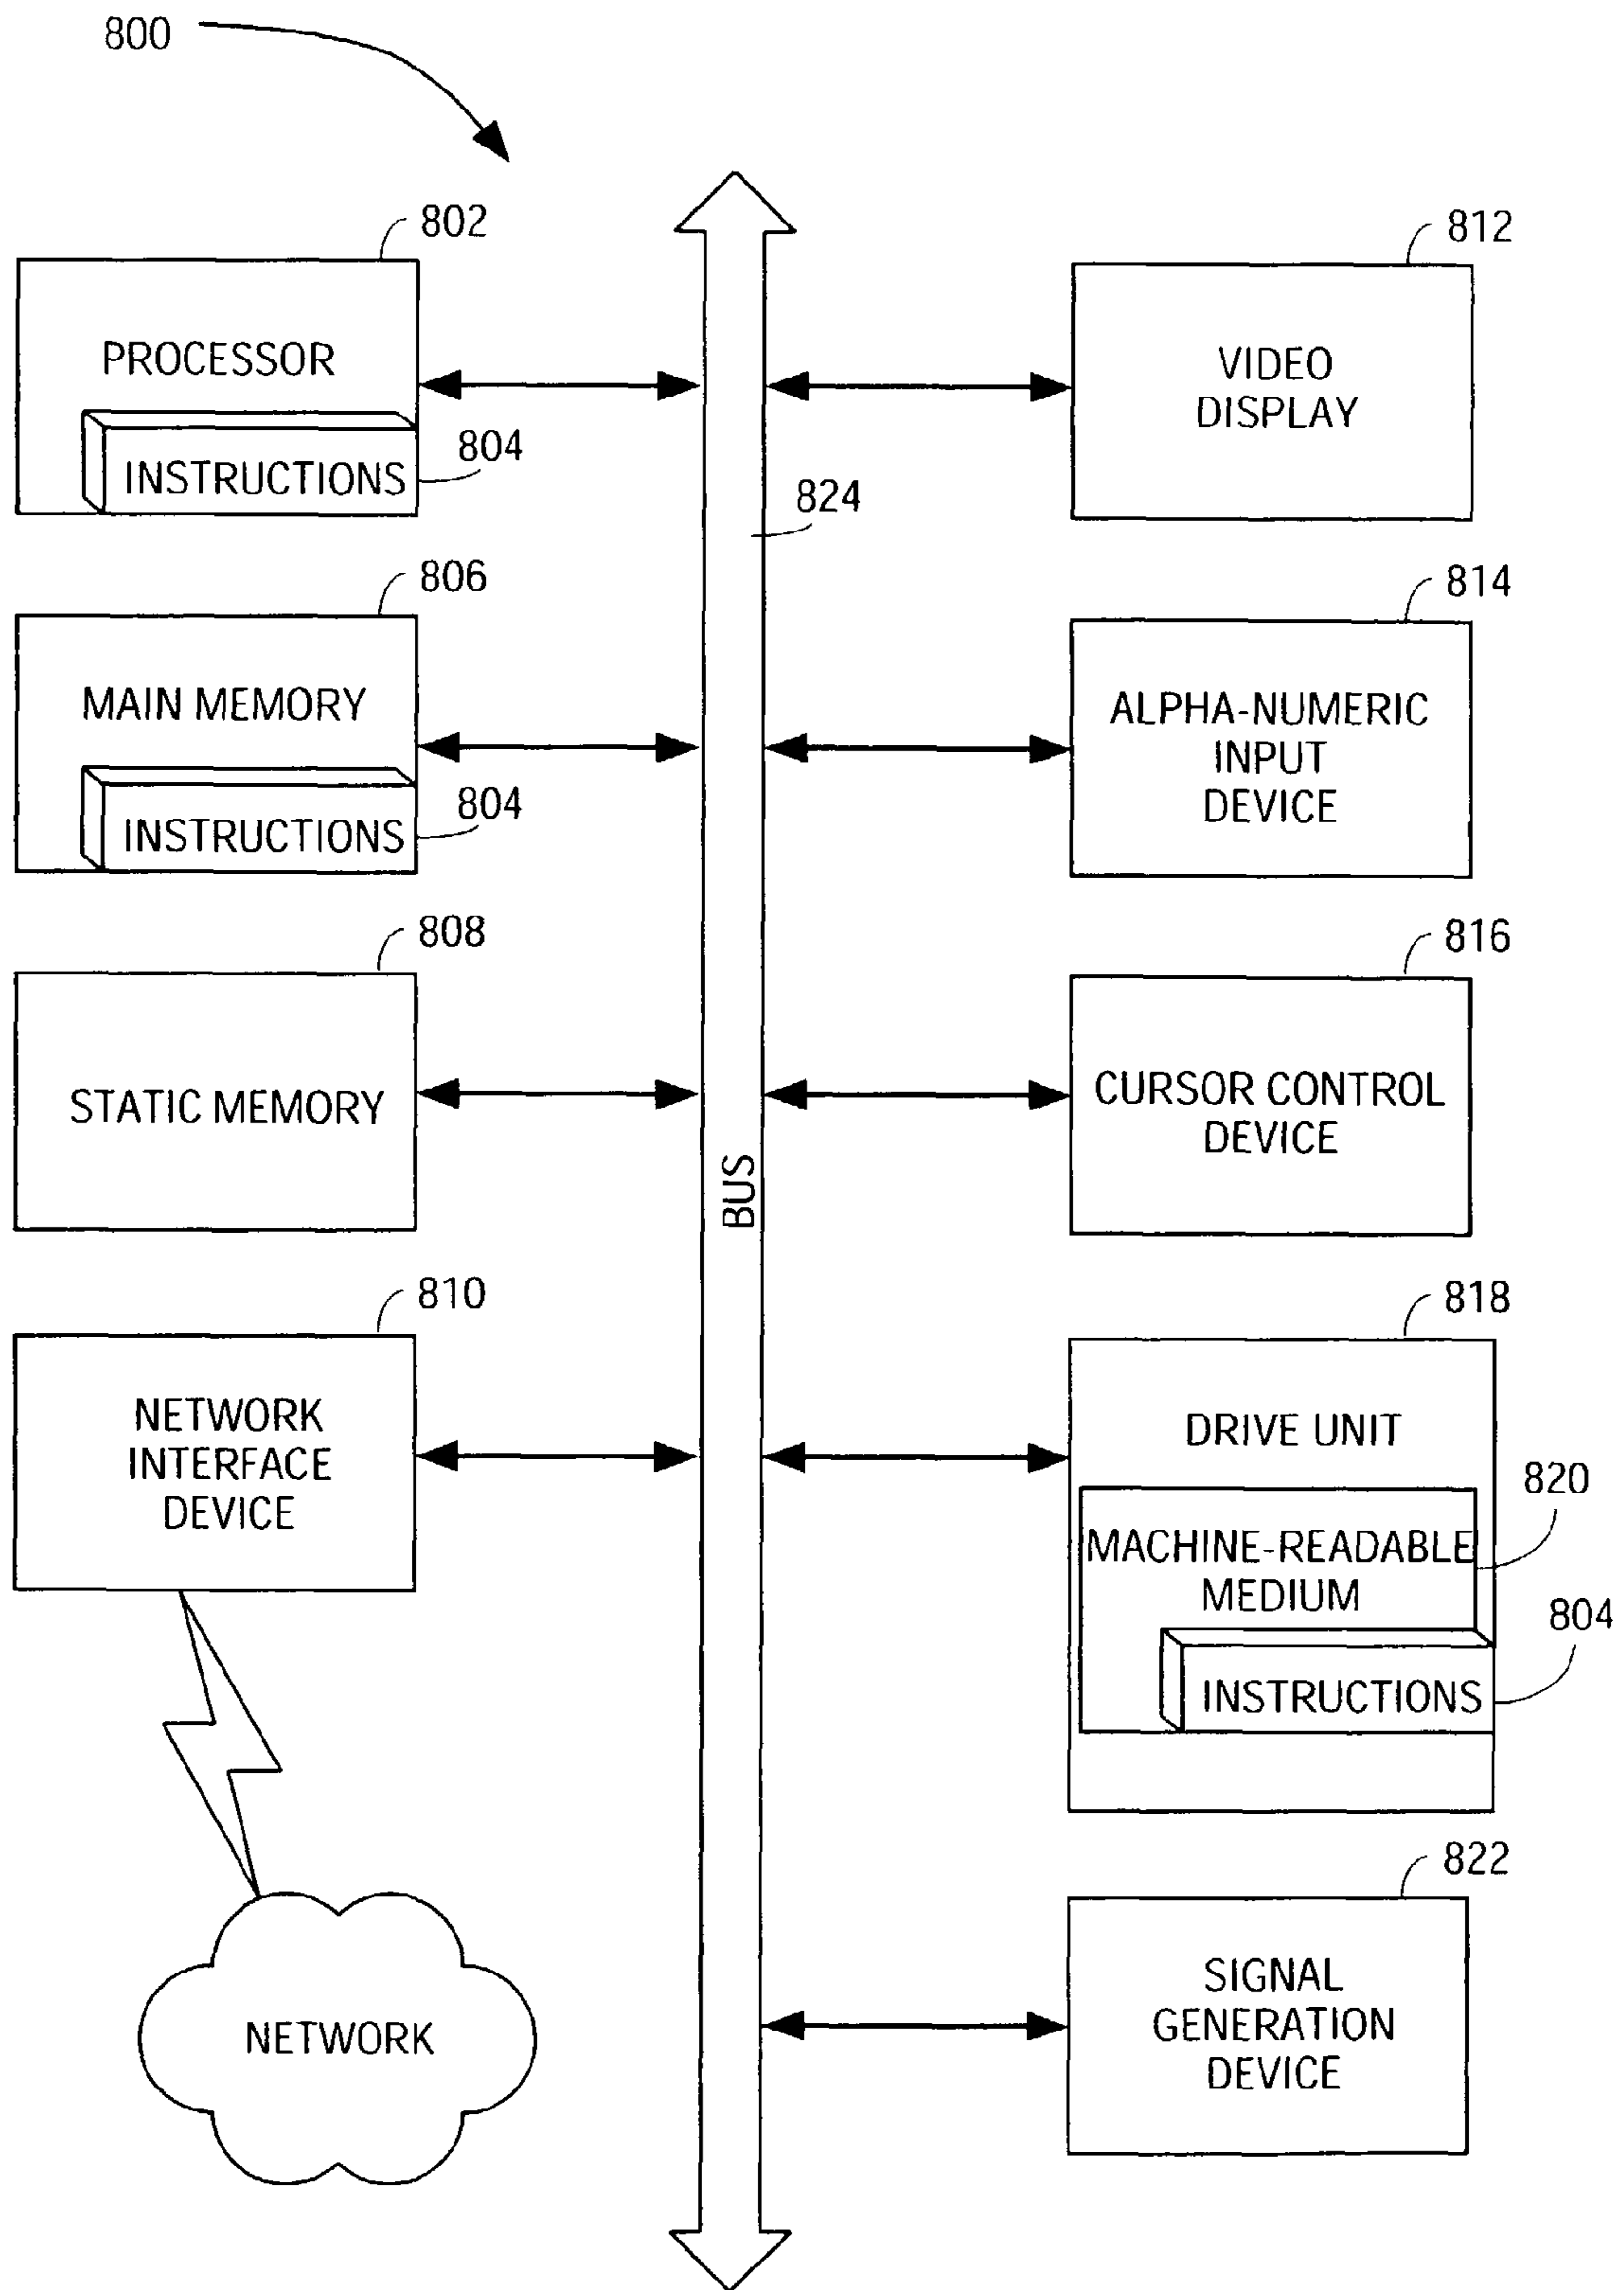 800
802
PROCESSOR
INSTRUCTIONS
804
806
MAIN MEMORY
INSTRUCTIONS
804
808
STATIC MEMORY
810
NETWORK
INTERFACE
DEVICE
NETWORK
824
BUS
812
VIDEO
DISPLAY
814
ALPHA-NUMERIC
INPUT
DEVICE
816
CURSOR CONTROL
DEVICE
818
DRIVE UNIT
820
MACHINE-READABLE
MEDIUM
804
INSTRUCTIONS
822
SIGNAL
GENERATION
DEVICE